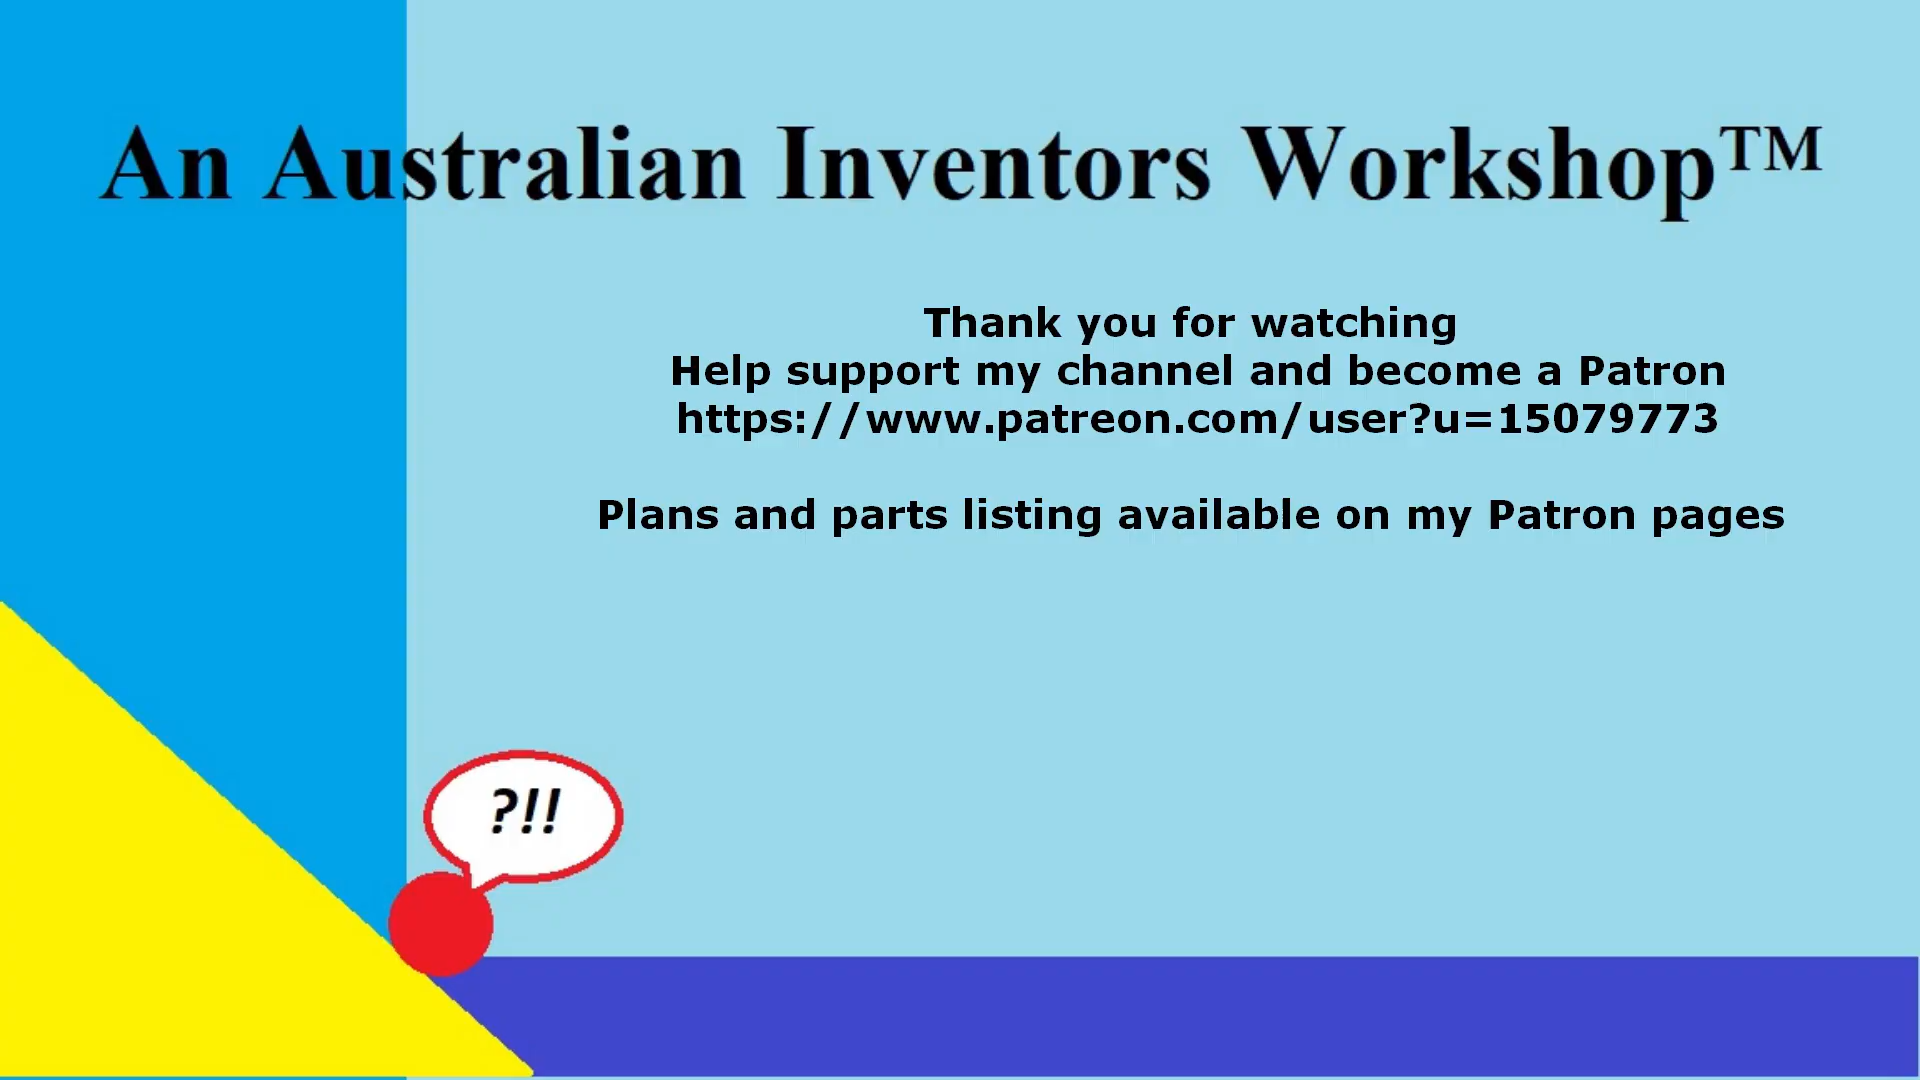 An Australian Inventors Workshop™
Thank you for watching
Help support my channel and become a Patron
https://www.patreon.com/user?u=15079773
Plans and parts listing available on my Patron pages
?!!